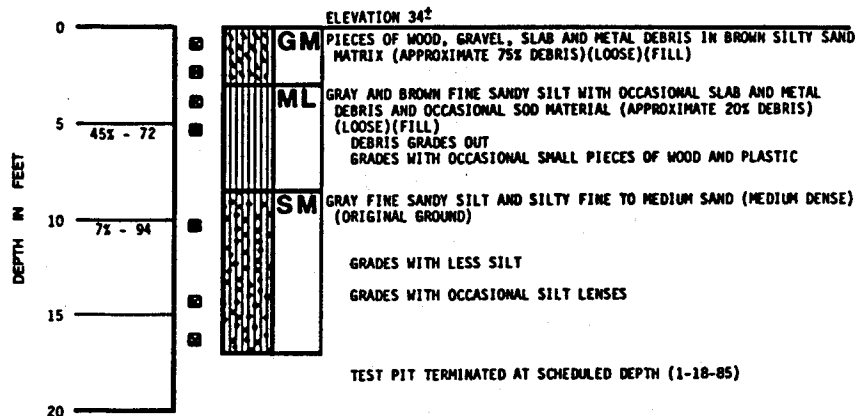 ELEVATION 34±
0
GM PIECES OF WOOD, GRAVEL, SLAB AND METAL DEBRIS IN BROWN SILTY SAND
MATRIX (APPROXIMATE 75% DEBRIS)(LOOSE)(FILL)
ML GRAY AND BROWN FINE SANDY SILT WITH OCCASIONAL SLAB AND METAL
DEBRIS AND OCCASIONAL SOD MATERIAL (APPROXIMATE 20% DEBRIS)
5
(LOOSE)(FILL)
45% - 72
DEBRIS GRADES OUT
GRADES WITH OCCASIONAL SMALL PIECES OF WOOD AND PLASTIC
SM GRAY FINE SANDY SILT AND SILTY FINE TO MEDIUM SAND (MEDIUM DENSE)
10
(ORIGINAL GROUND)
7% - 94
DEPTH IN FEET
GRADES WITH LESS SILT
GRADES WITH OCCASIONAL SILT LENSES
15
TEST PIT TERMINATED AT SCHEDULED DEPTH (1-18-85)
20